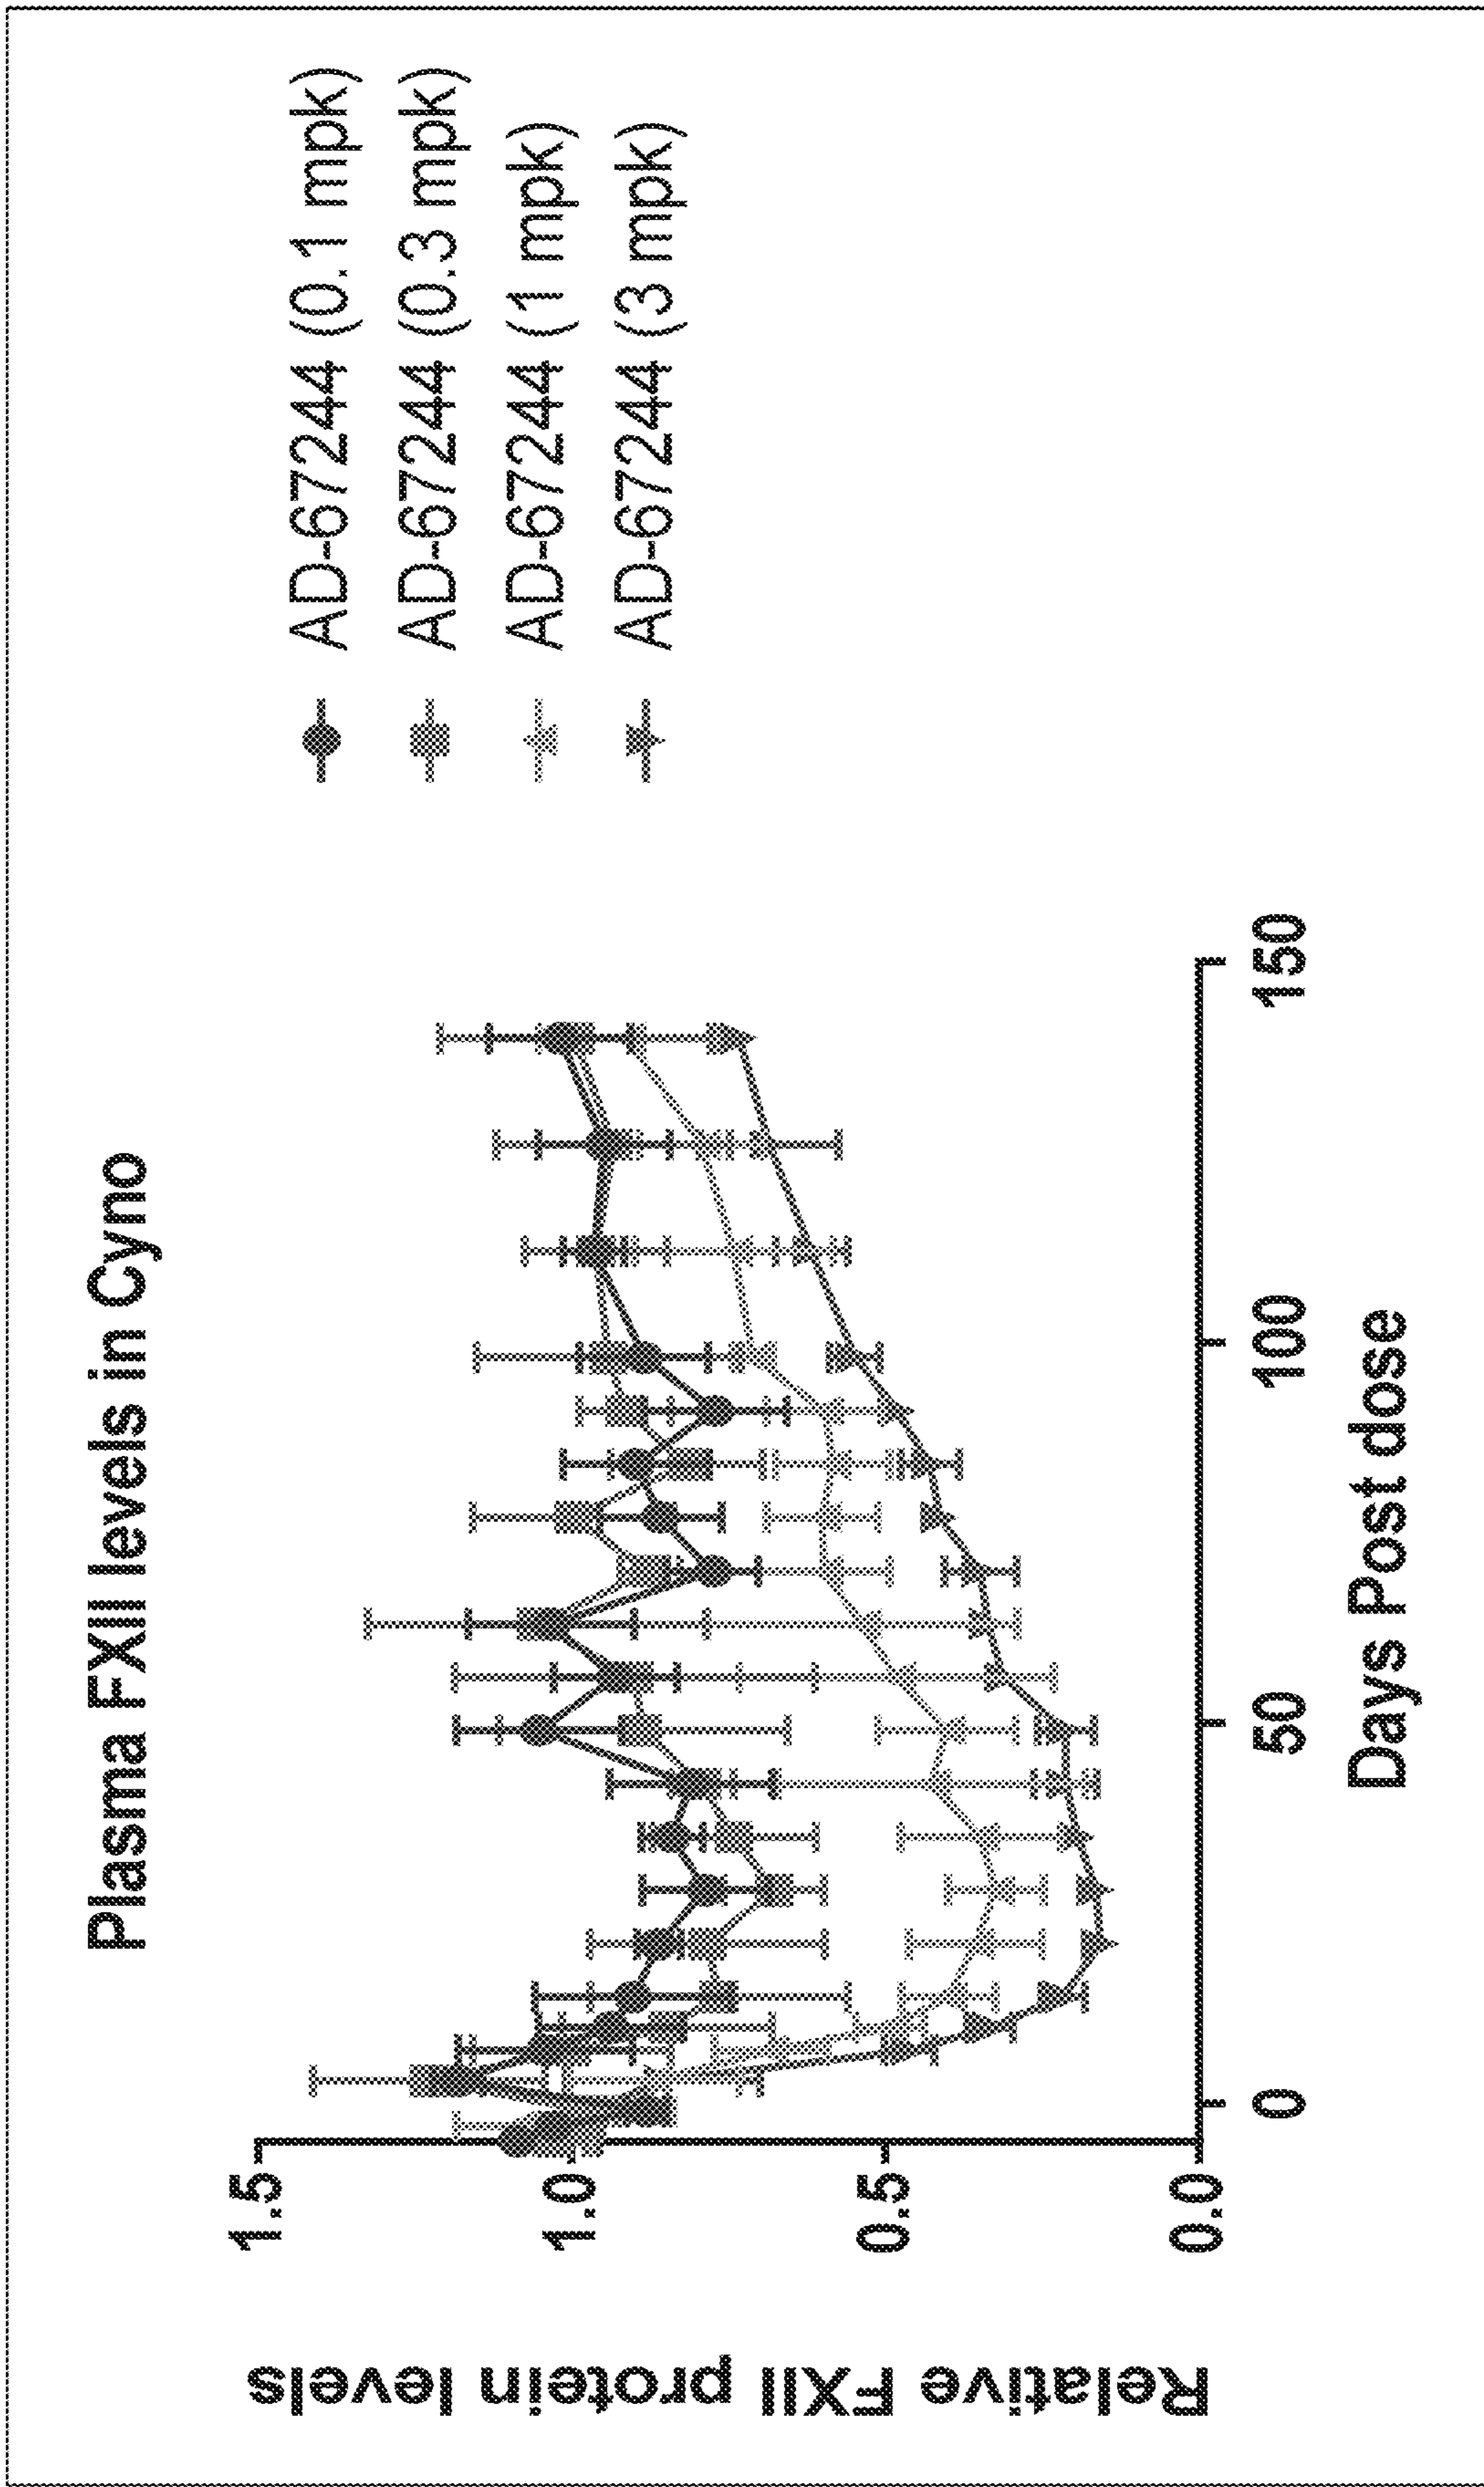 Plasma FXII levels in Cyno
Relative FXII protein levels
1.5
1.0
0.5
0.0
0
50
100
150
Days Post dose
AD-67244 (0.1 mpk)
AD-67244 (0.3 mpk)
AD-67244 (1 mpk)
AD-67244 (3 mpk)